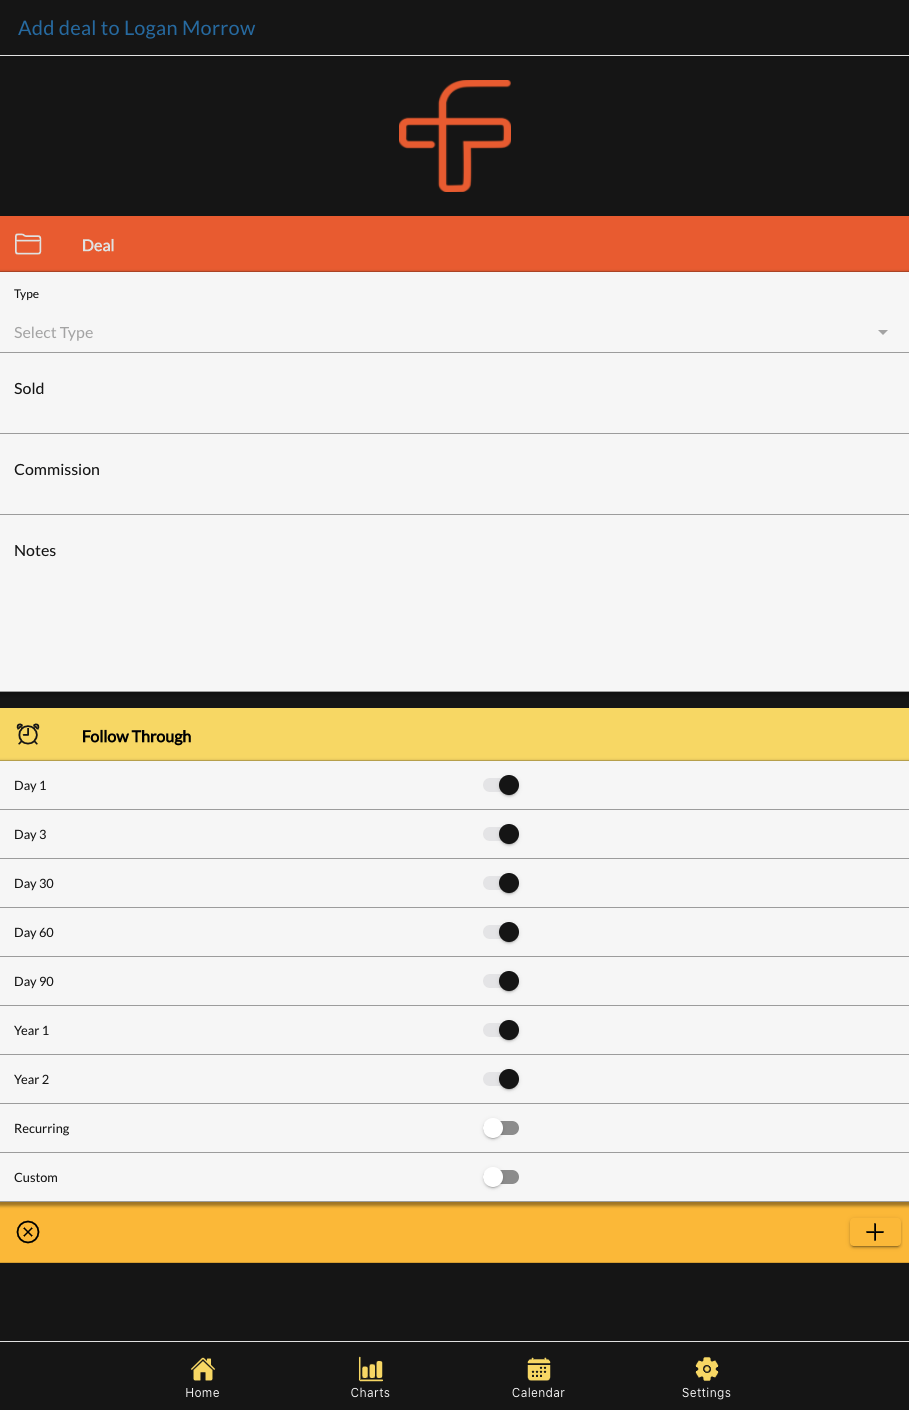 Add deal to Logan Morrow
Deal
Type
Select Type
Sold
Commission
Notes
Follow Through
Day 1
Day 3
Day 30
Day 60
Day 90
Year 1
Year 2
Recurring
Custom
Home
Charts
Calendar
Settings